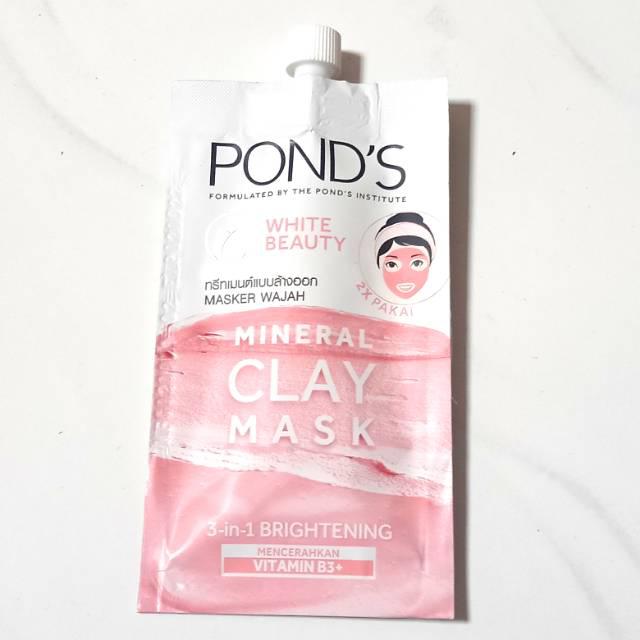 POND'S
FORMULATED BY THE POND'S INSTITUTE
WHITE
BEAUTY
ทรีทเมนต์แบบล้างออก
MASKER WAJAH
2X PAKAI
MINERAL
CLAY
MASK
3-in-1 BRIGHTENING
MENCERAHKAN
VITAMIN B3+